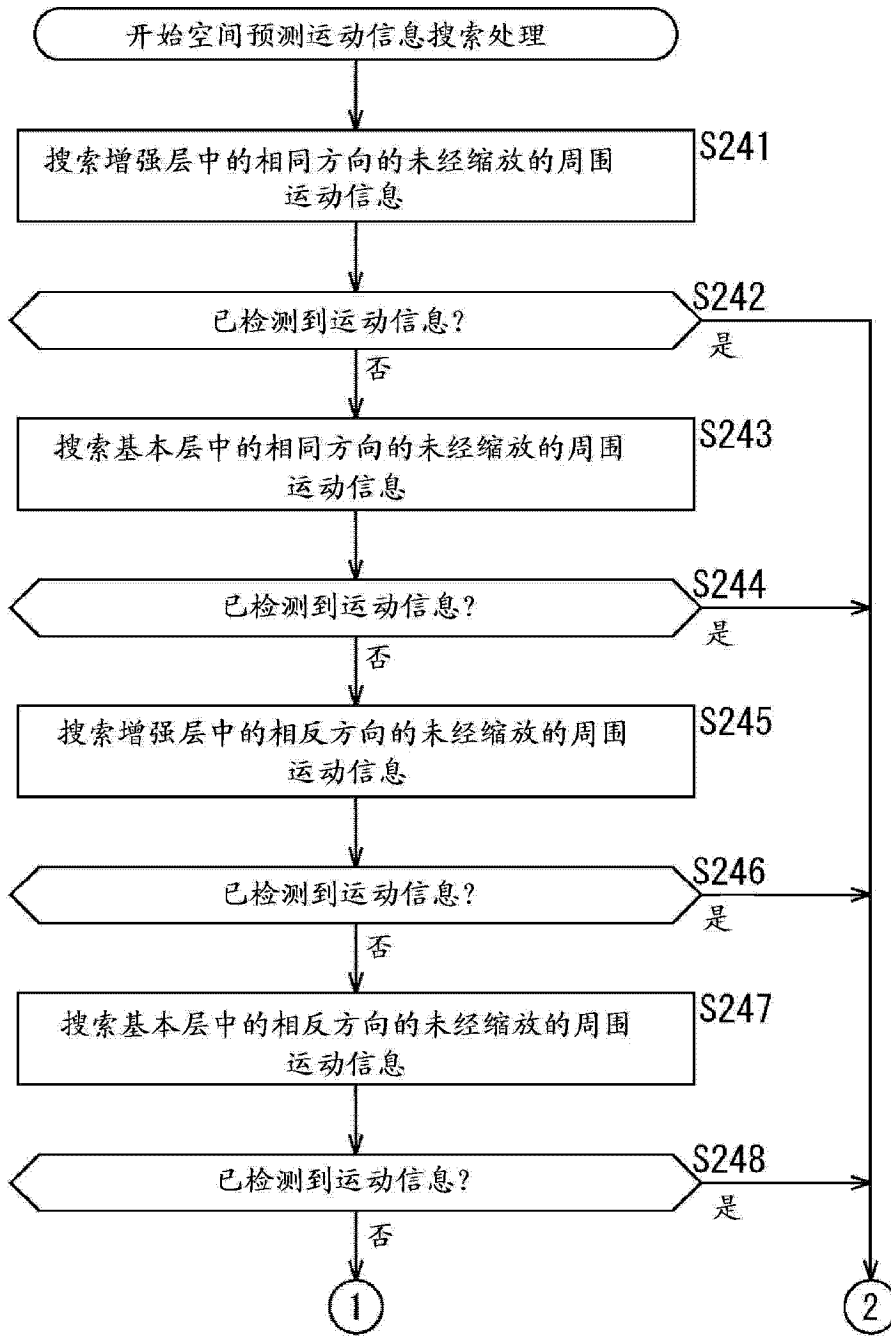 开始空间预测运动信息搜索处理
S241
搜索增强层中的相同方向的未经缩放的周围
运动信息
S242
已检测到运动信息?
是
否
S243
搜索基本层中的相同方向的未经缩放的周围
运动信息
S244
已检测到运动信息?
是
否
S245
搜索增强层中的相反方向的未经缩放的周围
运动信息
S246
已检测到运动信息?
是
否
S247
搜索基本层中的相反方向的未经缩放的周围
运动信息
S248
已检测到运动信息?
是
否
1
2